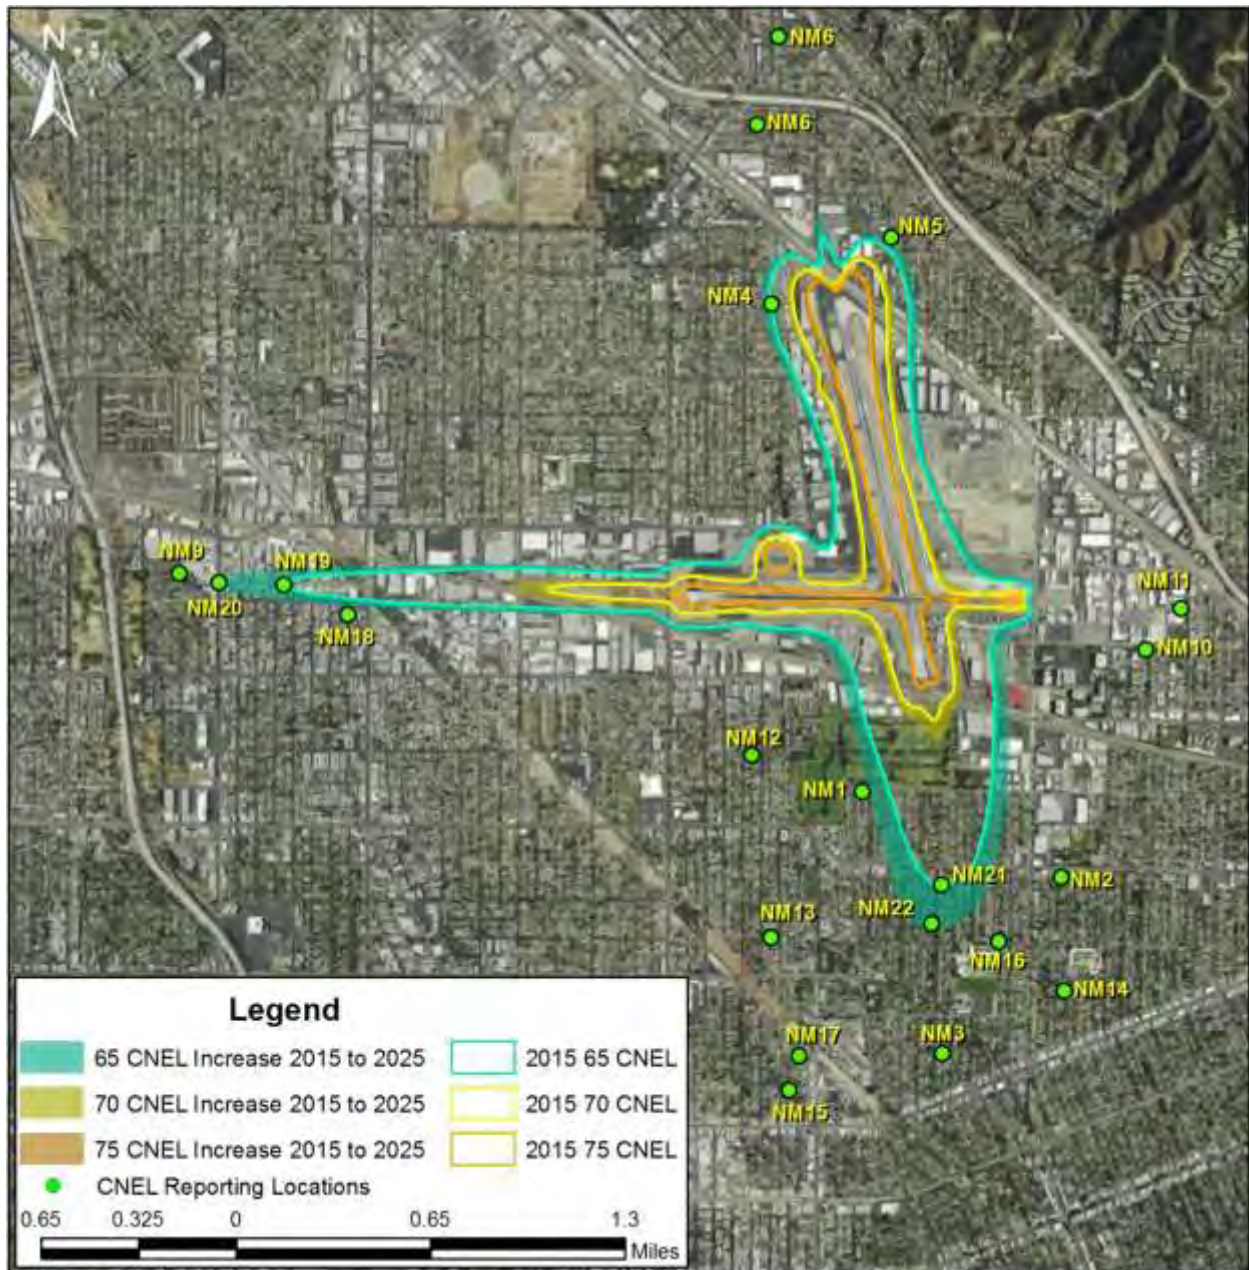 N
NM6
NM6
NM5
NM4
NM9
NM19
NM20
NM18
NM11
NM10
NM12
NM1
NM21
NM2
NM22
NM13
NM16
NM14
NM17
NM3
NM15
Legend
65 CNEL Increase 2015 to 2025
2015 65 CNEL
70 CNEL Increase 2015 to 2025
2015 70 CNEL
75 CNEL Increase 2015 to 2025
2015 75 CNEL
CNEL Reporting Locations
0.65 0.325 0 0.65 1.3
Miles